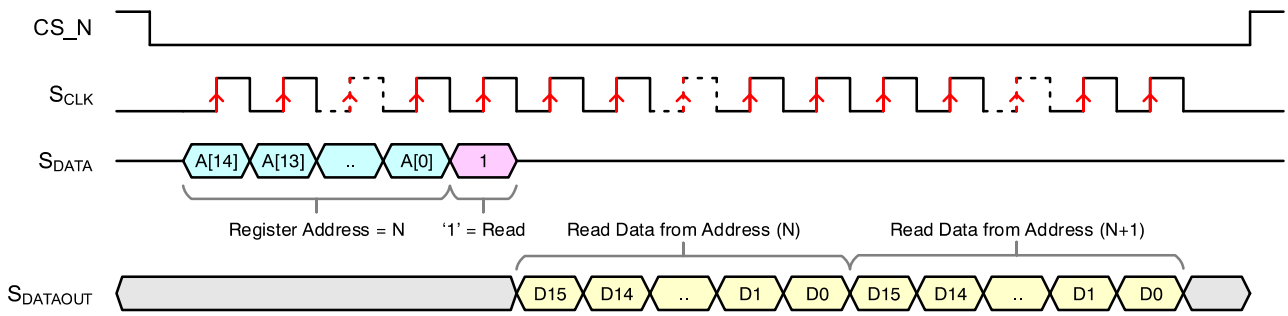 CS_N
SCLK
SDATA
A[14] A[13] .. A[0] 1
Register Address = N ‘1’ = Read Read Data from Address (N) Read Data from Address (N+1)
SDATAOUT
D15 D14 .. D1 D0 D15 D14 .. D1 D0